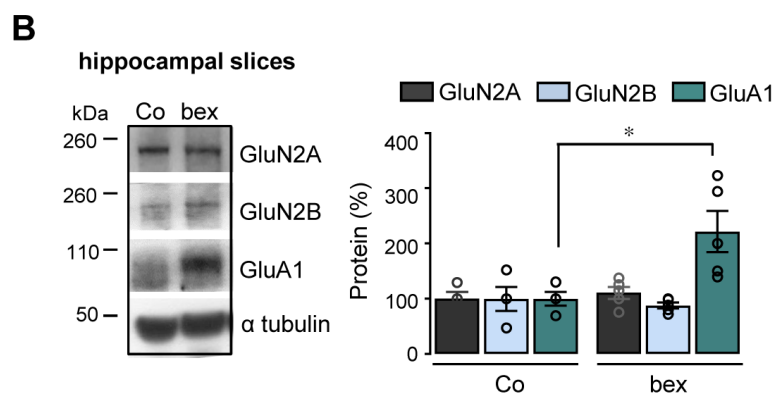 B
hippocampal slices
kDa
Co bex
260
GluN2A
260
GluN2B
110
GluA1
50
α tubulin
GluN2A GluN2B GluA1
Protein (%)
400
300
200
100
0
*
Co bex